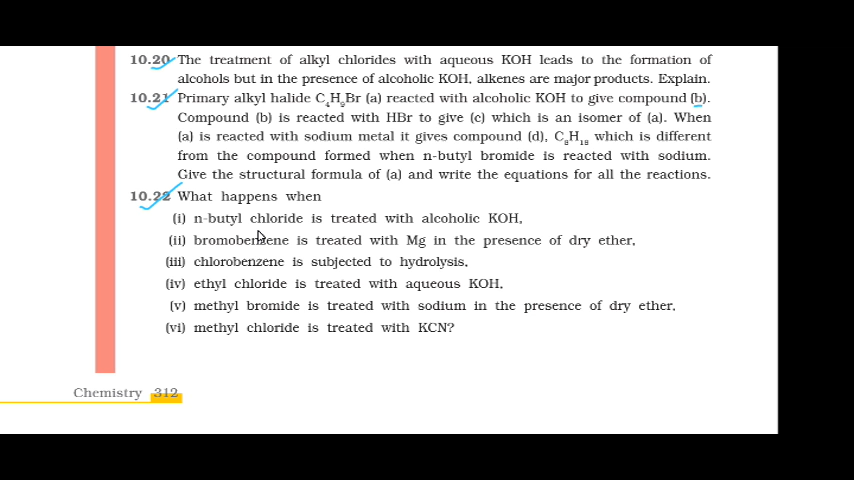 10.20 The treatment of alkyl chlorides with aqueous KOH leads to the formation of
alcohols but in the presence of alcoholic KOH, alkenes are major products. Explain.
10.21 Primary alkyl halide C₄H₉Br (a) reacted with alcoholic KOH to give compound (b).
Compound (b) is reacted with HBr to give (c) which is an isomer of (a). When
(a) is reacted with sodium metal it gives compound (d), C₈H₁₈ which is different
from the compound formed when n-butyl bromide is reacted with sodium.
Give the structural formula of (a) and write the equations for all the reactions.
10.22 What happens when
(i) n-butyl chloride is treated with alcoholic KOH,
(ii) bromobenzene is treated with Mg in the presence of dry ether,
(iii) chlorobenzene is subjected to hydrolysis,
(iv) ethyl chloride is treated with aqueous KOH,
(v) methyl bromide is treated with sodium in the presence of dry ether,
(vi) methyl chloride is treated with KCN?
Chemistry 312